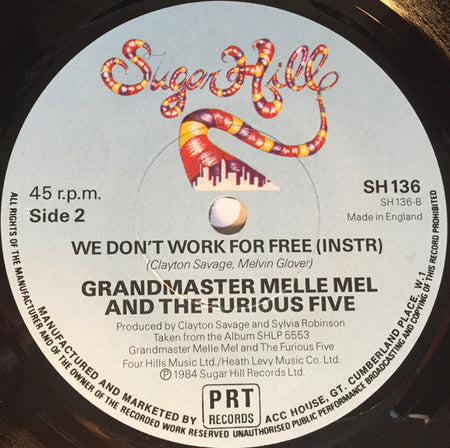 Sugar Hill
45 r.p.m.
Side 2
SH 136
SH 136-B
Made in England
WE DON'T WORK FOR FREE (INSTR)
(Clayton Savage, Melvin Glover)
GRANDMASTER MELLE MEL
AND THE FURIOUS FIVE
Produced by Clayton Savage and Sylvia Robinson
Taken from the Album SHLP 5553
Grandmaster Melle Mel and The Furious Five
Four Hills Music Ltd./Heath Levy Music Co. Ltd.
℗ 1984 Sugar Hill Records Ltd.
PRT
RECORDS
MANUFACTURED AND MARKETED BY PRT RECORDS ACC HOUSE, GT. CUMBERLAND PLACE, W.1
ALL RIGHTS OF THE MANUFACTURER AND OF THE OWNER OF THE RECORDED WORK RESERVED UNAUTHORISED PUBLIC PERFORMANCE BROADCASTING AND COPYING OF THIS RECORD PROHIBITED